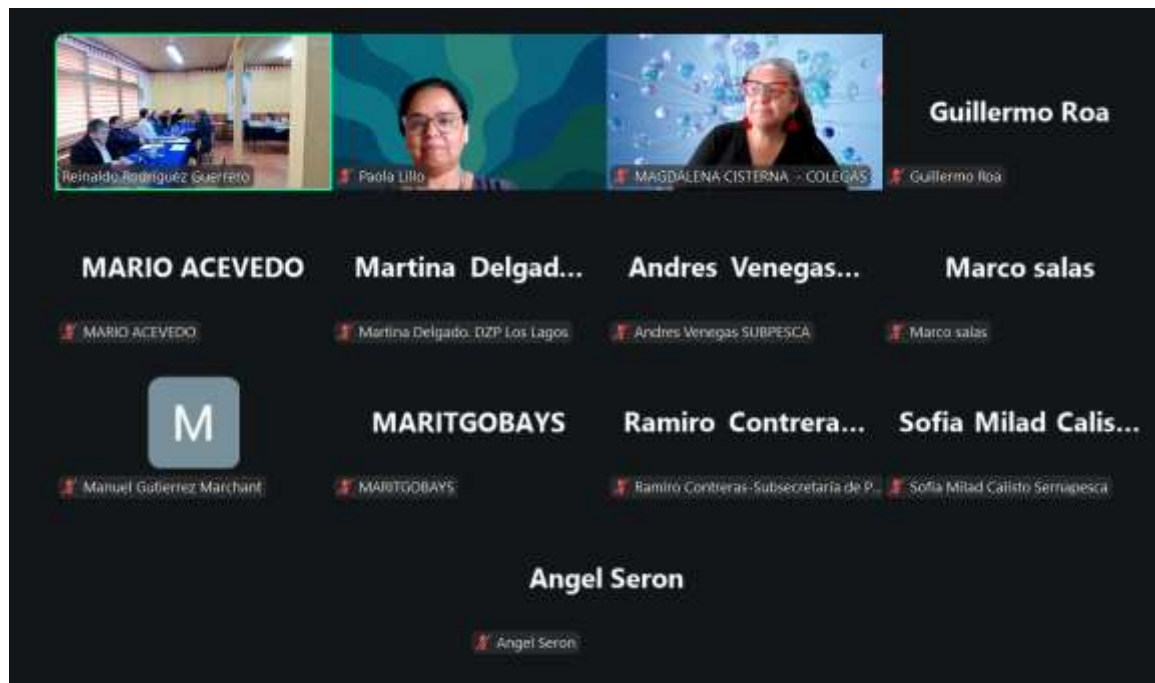 Reinaldo Rodriguez Guerrero
Paola Lillo
MAGDALENA CISTERNA - COLEGAS
Guillermo Roa
Guillermo Roa
MARIO ACEVEDO
Martina Delgad...
Andres Venegas...
Marco salas
MARIO ACEVEDO
Martina Delgado. DZP Los Lagos
Andres Venegas SUBPESCA
Marco salas
M
MARITGOBAYS
Ramiro Contrera...
Sofia Milad Calis...
Manuel Gutierrez Marchant
MARITGOBAYS
Ramiro Contreras-Subsecretaría de P...
Sofia Milad Calisto Sernapesca
Angel Seron
Angel Seron